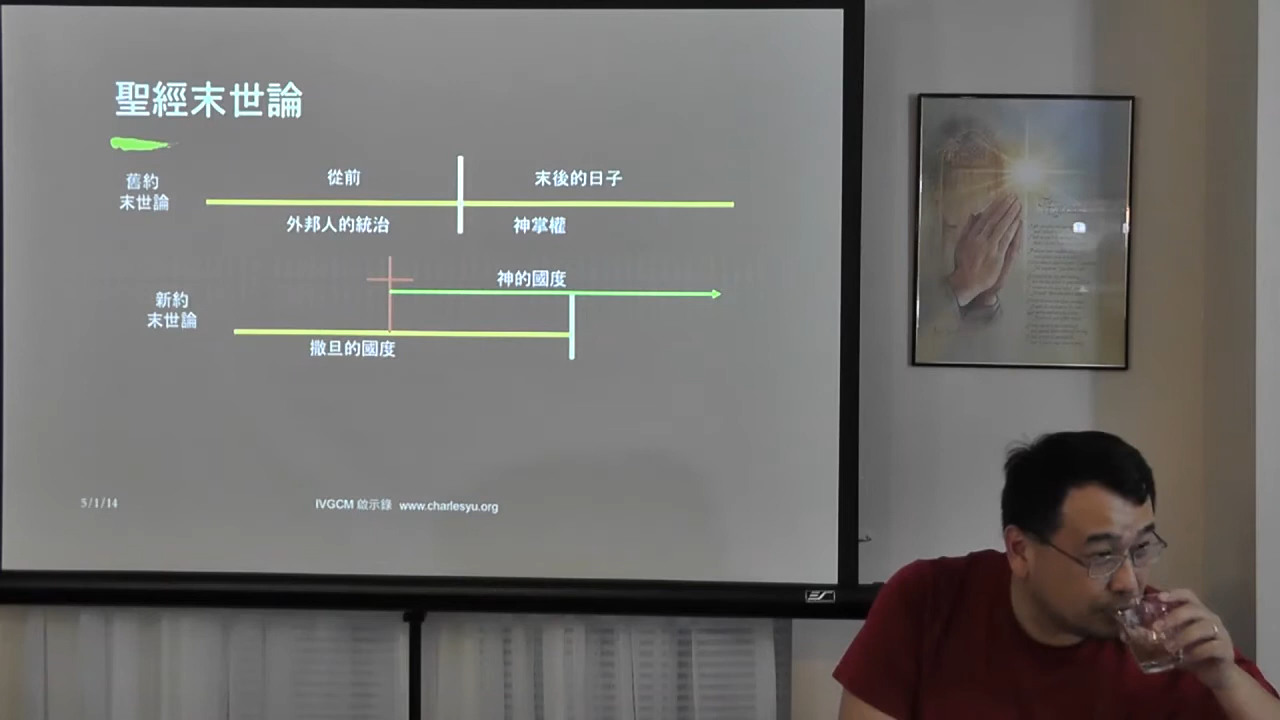 聖經末世論
舊約
末世論
從前
末後的日子
外邦人的統治
神掌權
神的國度
新約
末世論
撒旦的國度
5/1/14
IVGCM 啟示錄 www.charlesyu.org